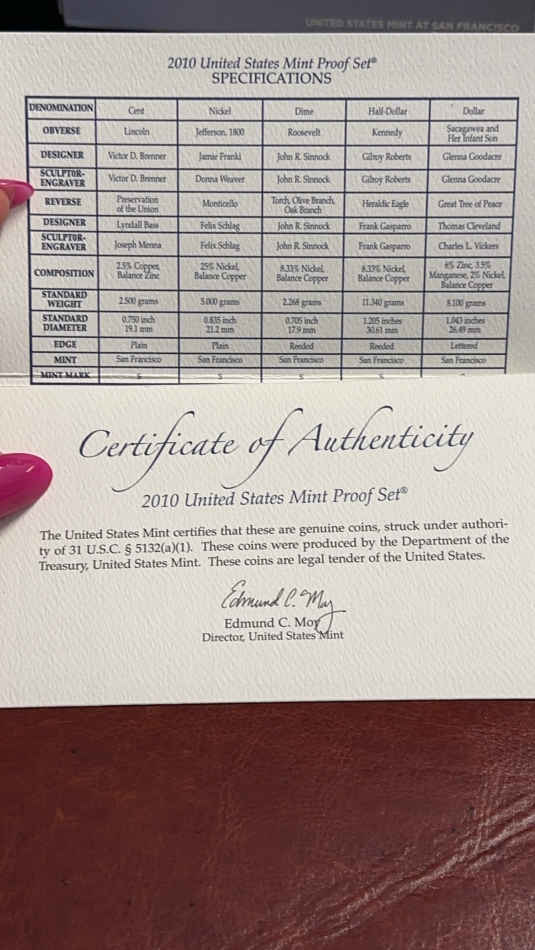 UNITED STATES MINT AT SAN FRANCISCO
2010 United States Mint Proof Set®
SPECIFICATIONS
DENOMINATION Cent Nickel Dime Half-Dollar Dollar
OBVERSE Lincoln Jefferson, 1800 Roosevelt Kennedy Sacagawea and
Her Infant Son
DESIGNER Victor D. Brenner Jamie Franki John R. Sinnock Gilroy Roberts Glenna Goodacre
SCULPTOR-
ENGRAVER Victor D. Brenner Donna Weaver John R. Sinnock Gilroy Roberts Glenna Goodacre
REVERSE Preservation
of the Union Monticello Torch, Olive Branch,
Oak Branch Heraldic Eagle Great Tree of Peace
DESIGNER Lyndall Bass Felix Schlag John R. Sinnock Frank Gasparro Thomas Cleveland
SCULPTOR-
ENGRAVER Joseph Menna Felix Schlag John R. Sinnock Frank Gasparro Charles L. Vickers
COMPOSITION 2.5% Copper,
Balance Zinc 25% Nickel,
Balance Copper 8.33% Nickel,
Balance Copper 8.33% Nickel,
Balance Copper 6% Zinc, 3.5%
Manganese, 2% Nickel,
Balance Copper
STANDARD
WEIGHT 2.500 grams 5.000 grams 2.268 grams 11.340 grams 8.100 grams
STANDARD
DIAMETER 0.750 inch
19.1 mm 0.835 inch
21.2 mm 0.705 inch
17.9 mm 1.205 inches
30.61 mm 1.043 inches
26.49 mm
EDGE Plain Plain Reeded Reeded Lettered
MINT San Francisco San Francisco San Francisco San Francisco San Francisco
MINT MARK S S S S
Certificate of Authenticity
2010 United States Mint Proof Set®
The United States Mint certifies that these are genuine coins, struck under authori-
ty of 31 U.S.C. § 5132(a)(1). These coins were produced by the Department of the
Treasury, United States Mint. These coins are legal tender of the United States.
Edmund C. Moy
Edmund C. Moy
Director, United States Mint